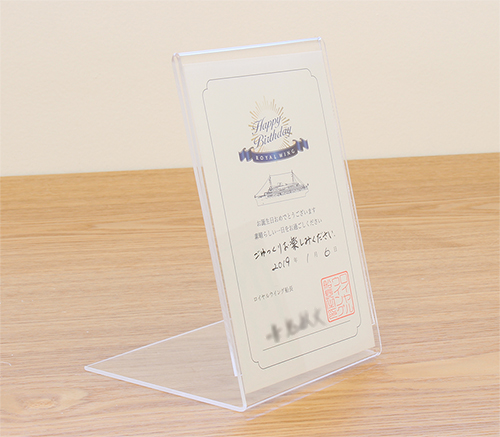 Happy
Birthday
ROYAL WING
お誕生日おめでとうございます
素晴らしい一日をお過ごしください
ごゆっくりお楽しみください
2019年 1月 6日
ロイヤルウイング船長